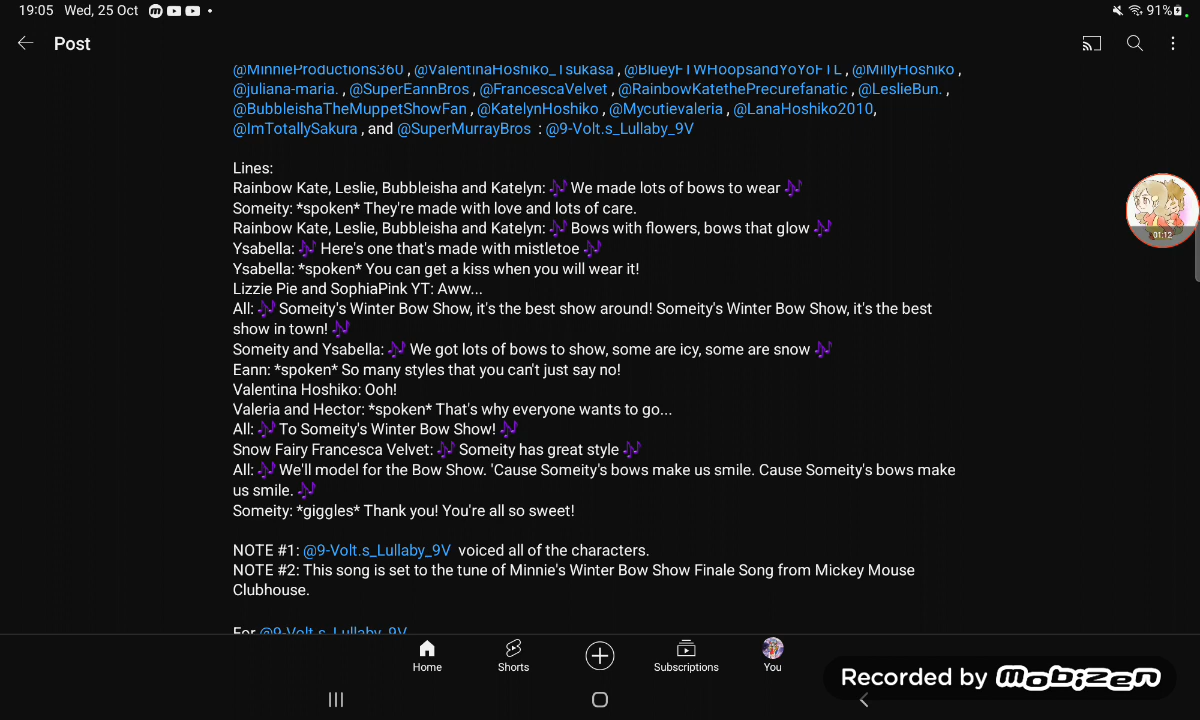 19:05 Wed, 25 Oct
91%
Post
@MinnieProductions360 , @ValentinaHoshiko_Tsukasa , @BlueyFTWHoopsandYoYoFTL , @MillyHoshiko ,
@juliana-maria. , @SuperEannBros , @FrancescaVelvet , @RainbowKatethePrecurefanatic , @LeslieBun. ,
@BubbleishaTheMuppetShowFan , @KatelynHoshiko , @Mycutievaleria , @LanaHoshiko2010,
@ImTotallySakura , and @SuperMurrayBros : @9-Volt.s_Lullaby_9V
Lines:
Rainbow Kate, Leslie, Bubbleisha and Katelyn: 🎶 We made lots of bows to wear 🎶
Someity: *spoken* They're made with love and lots of care.
Rainbow Kate, Leslie, Bubbleisha and Katelyn: 🎶 Bows with flowers, bows that glow 🎶
Ysabella: 🎶 Here's one that's made with mistletoe 🎶
Ysabella: *spoken* You can get a kiss when you will wear it!
Lizzie Pie and SophiaPink YT: Aww...
All: 🎶 Someity's Winter Bow Show, it's the best show around! Someity's Winter Bow Show, it's the best
show in town! 🎶
Someity and Ysabella: 🎶 We got lots of bows to show, some are icy, some are snow 🎶
Eann: *spoken* So many styles that you can't just say no!
Valentina Hoshiko: Ooh!
Valeria and Hector: *spoken* That's why everyone wants to go...
All: 🎶 To Someity's Winter Bow Show! 🎶
Snow Fairy Francesca Velvet: 🎶 Someity has great style 🎶
All: 🎶 We'll model for the Bow Show. 'Cause Someity's bows make us smile. Cause Someity's bows make
us smile. 🎶
Someity: *giggles* Thank you! You're all so sweet!
NOTE #1: @9-Volt.s_Lullaby_9V voiced all of the characters.
NOTE #2: This song is set to the tune of Minnie's Winter Bow Show Finale Song from Mickey Mouse
Clubhouse.
For @9-Volt.s_Lullaby_9V
01:12
Home
Shorts
Subscriptions
You
Recorded by Mobizen